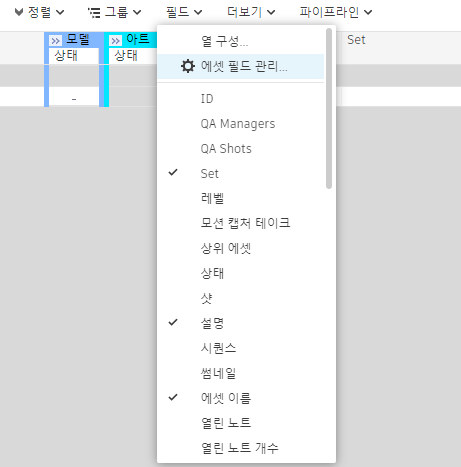 정렬 그룹 필드 더보기 파이프라인
모델 아트 Set
상태 상태
-
열 구성...
에셋 필드 관리...
ID
QA Managers
QA Shots
Set
레벨
모션 캡처 테이크
상위 에셋
상태
샷
설명
시퀀스
썸네일
에셋 이름
열린 노트
열린 노트 개수